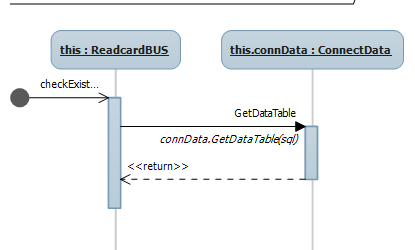 this : ReadcardBUS
this.connData : ConnectData
checkExist...
GetDataTable
connData.GetDataTable(sql)
<<return>>